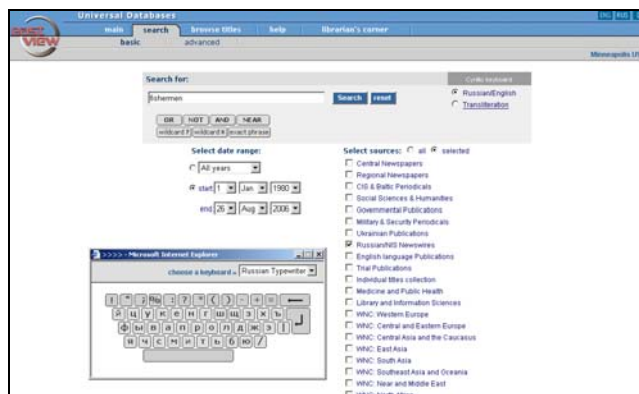 Universal Databases
EAST VIEW
ENG RUS
main search browse titles help librarian's corner
basic advanced
Minneapolis U
Search for:
Cyrillic keyboard
fishermen
Search reset
Russian/English
Transliteration
OR NOT AND NEAR
wildcard ? wildcard * exact phrase
Select date range:
All years
start: 1 Jan 1980
end: 26 Aug 2006
Select sources: all selected
Central Newspapers
Regional Newspapers
CIS & Baltic Periodicals
Social Sciences & Humanities
Governmental Publications
Military & Security Periodicals
Ukrainian Publications
Russian/NIS Newswires
English language Publications
Trial Publications
Individual titles collection
Medicine and Public Health
Library and Information Sciences
WNC: Western Europe
WNC: Central and Eastern Europe
WNC: Central Asia and the Caucasus
WNC: East Asia
WNC: South Asia
WNC: Southeast Asia and Oceania
WNC: Near and Middle East
>>>> - Microsoft Internet Explorer
choose a keyboard » Russian Typewriter
! " ; % : ? * ( ) - + =
й ц у к е н г ш щ з х ъ
ф ы в а п р о л д ж э
я ч с м и т ь б ю /